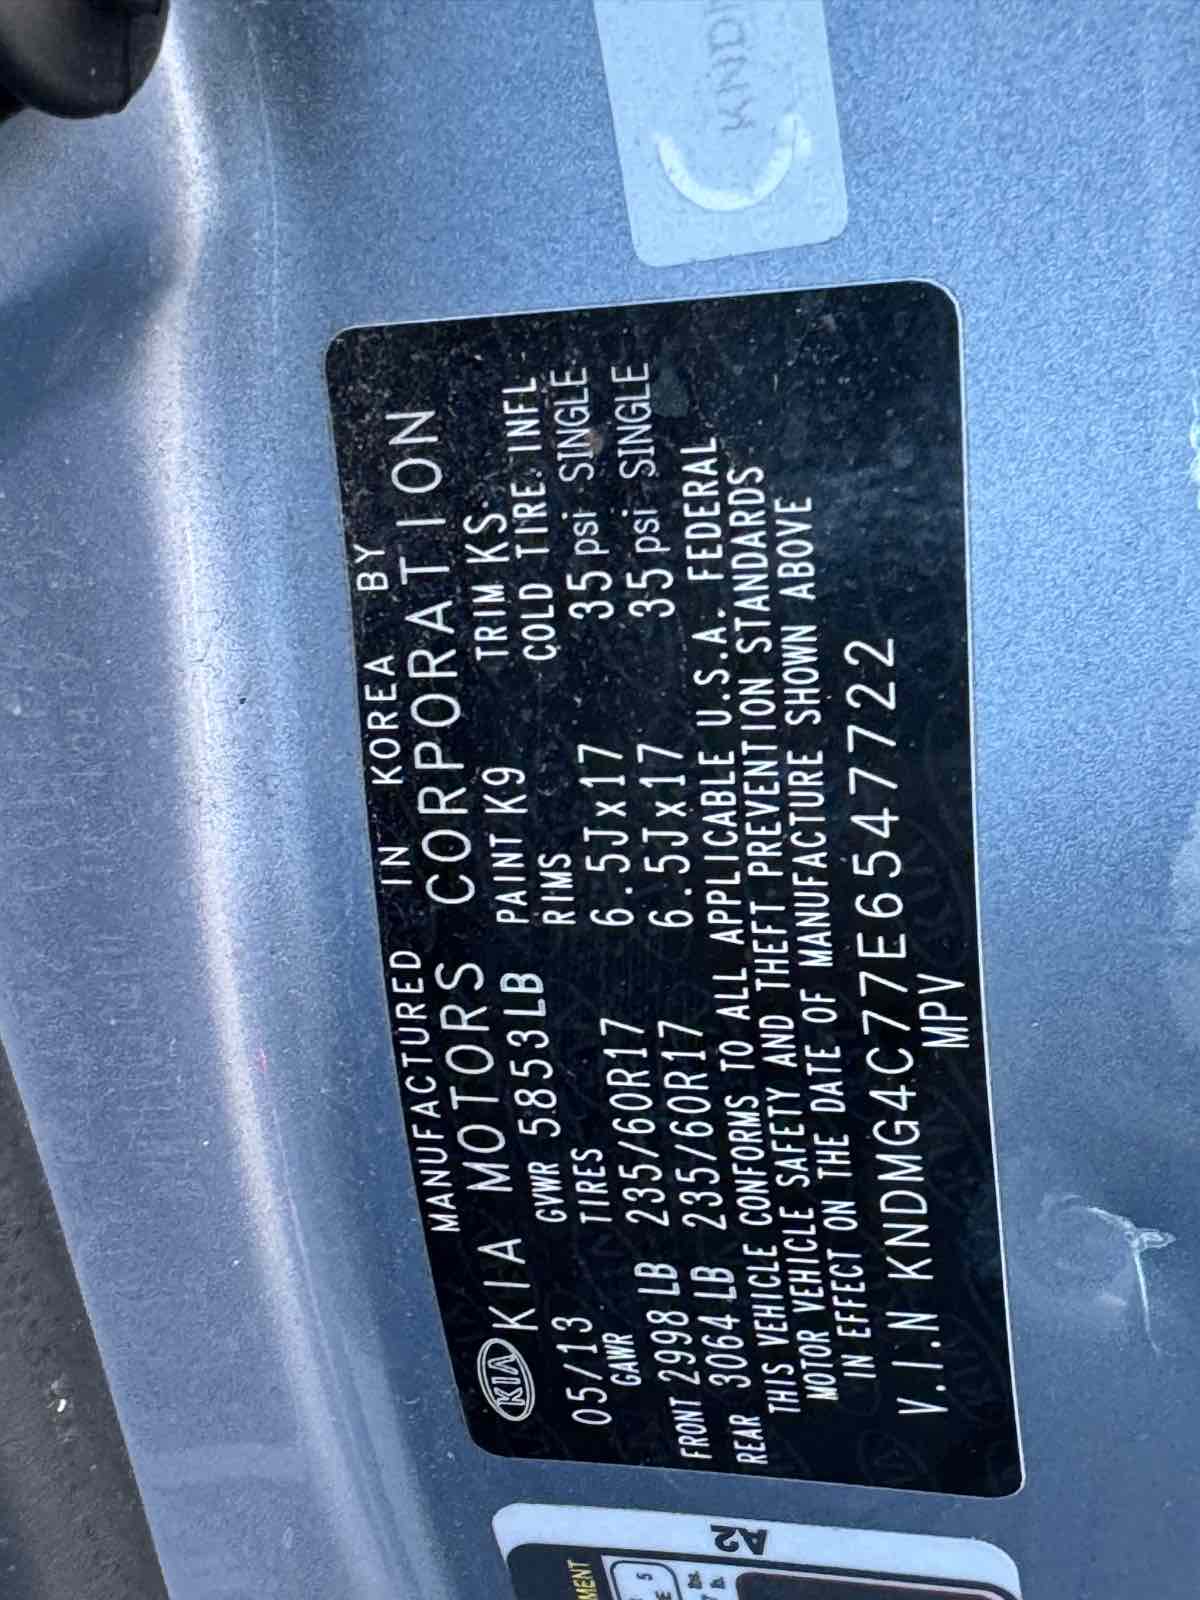 MANUFACTURED IN KOREA BY
KIA KIA MOTORS CORPORATION
05/13 GVWR 5853LB PAINT K9 TRIM KS
GAWR TIRES RIMS COLD TIRE. INFL
FRONT 2998 LB 235/60R17 6.5Jx17 35 psi SINGLE
REAR 3064 LB 235/60R17 6.5Jx17 35 psi SINGLE
THIS VEHICLE CONFORMS TO ALL APPLICABLE U.S.A. FEDERAL
MOTOR VEHICLE SAFETY AND THEFT PREVENTION STANDARDS
IN EFFECT ON THE DATE OF MANUFACTURE SHOWN ABOVE
V.I.N KNDMG4C77E6547722
MPV
A2
5